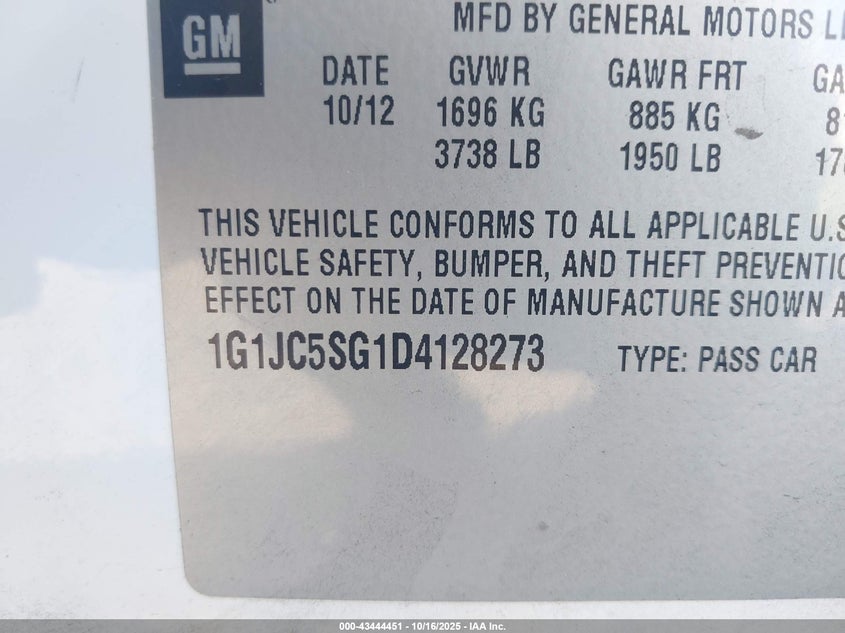 GM
MFD BY GENERAL MOTORS
DATE GVWR GAWR FRT
10/12 1696 KG 885 KG
3738 LB 1950 LB
THIS VEHICLE CONFORMS TO ALL APPLICABLE U.S
VEHICLE SAFETY, BUMPER, AND THEFT
EFFECT ON THE DATE OF MANUFACTURE SHOWN
1G1JC5SG1D4128273 TYPE: PASS CAR
000-43444451 - 10/16/2025 - IAA Inc.